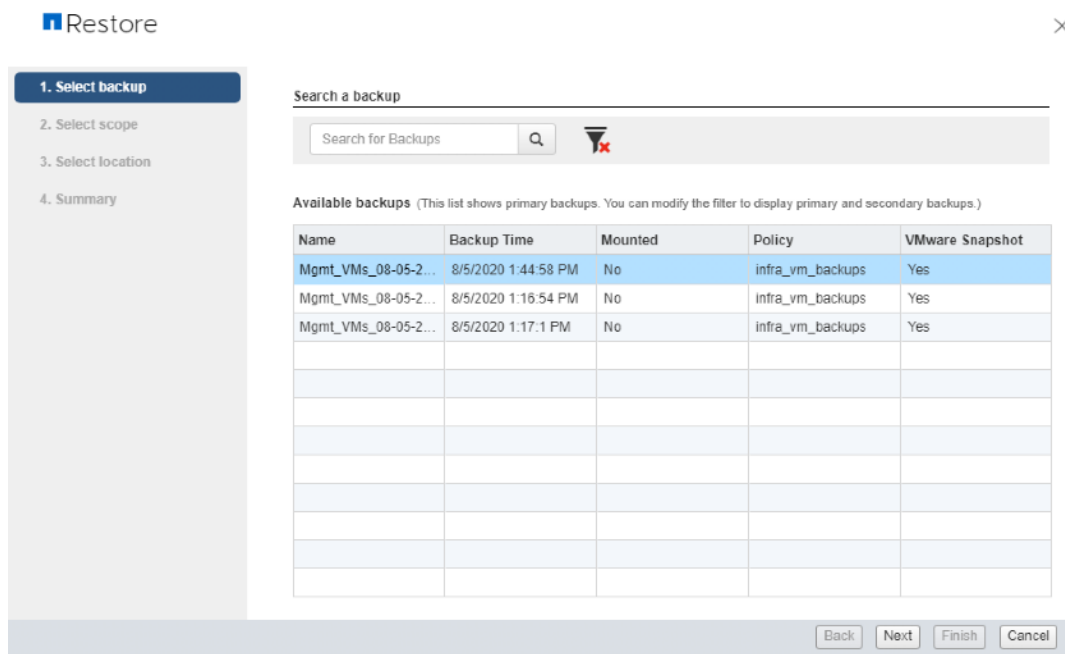 Restore
1. Select backup
2. Select scope
3. Select location
4. Summary
Search a backup
Search for Backups
Available backups (This list shows primary backups. You can modify the filter to display primary and secondary backups.)
Name Backup Time Mounted Policy VMware Snapshot
Mgmt_VMs_08-05-2... 8/5/2020 1:44:58 PM No infra_vm_backups Yes
Mgmt_VMs_08-05-2... 8/5/2020 1:16:54 PM No infra_vm_backups Yes
Mgmt_VMs_08-05-2... 8/5/2020 1:17:1 PM No infra_vm_backups Yes
Back Next Finish Cancel